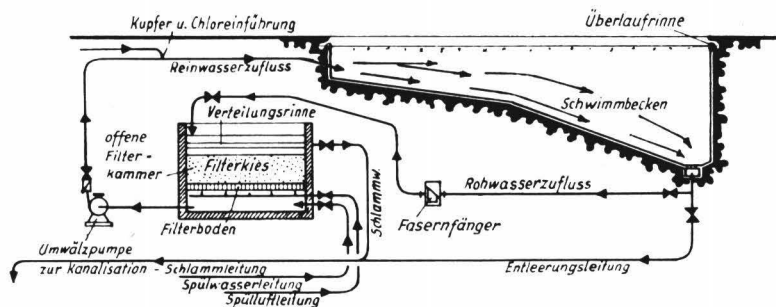 Kupfer u. Chloreinführung
Überlaufrinne
Reinwasserzufluss
Schwimmbecken
Verteilungsrinne
offene
Filter-
kammer
Filterkies
Rohwasserzufluss
Schlammw.
Fasernfänger
Filterboden
Umwälzpumpe
zur Kanalisation - Schlammleitung
Entleerungsleitung
Spülwasserleitung
Spülluftleitung